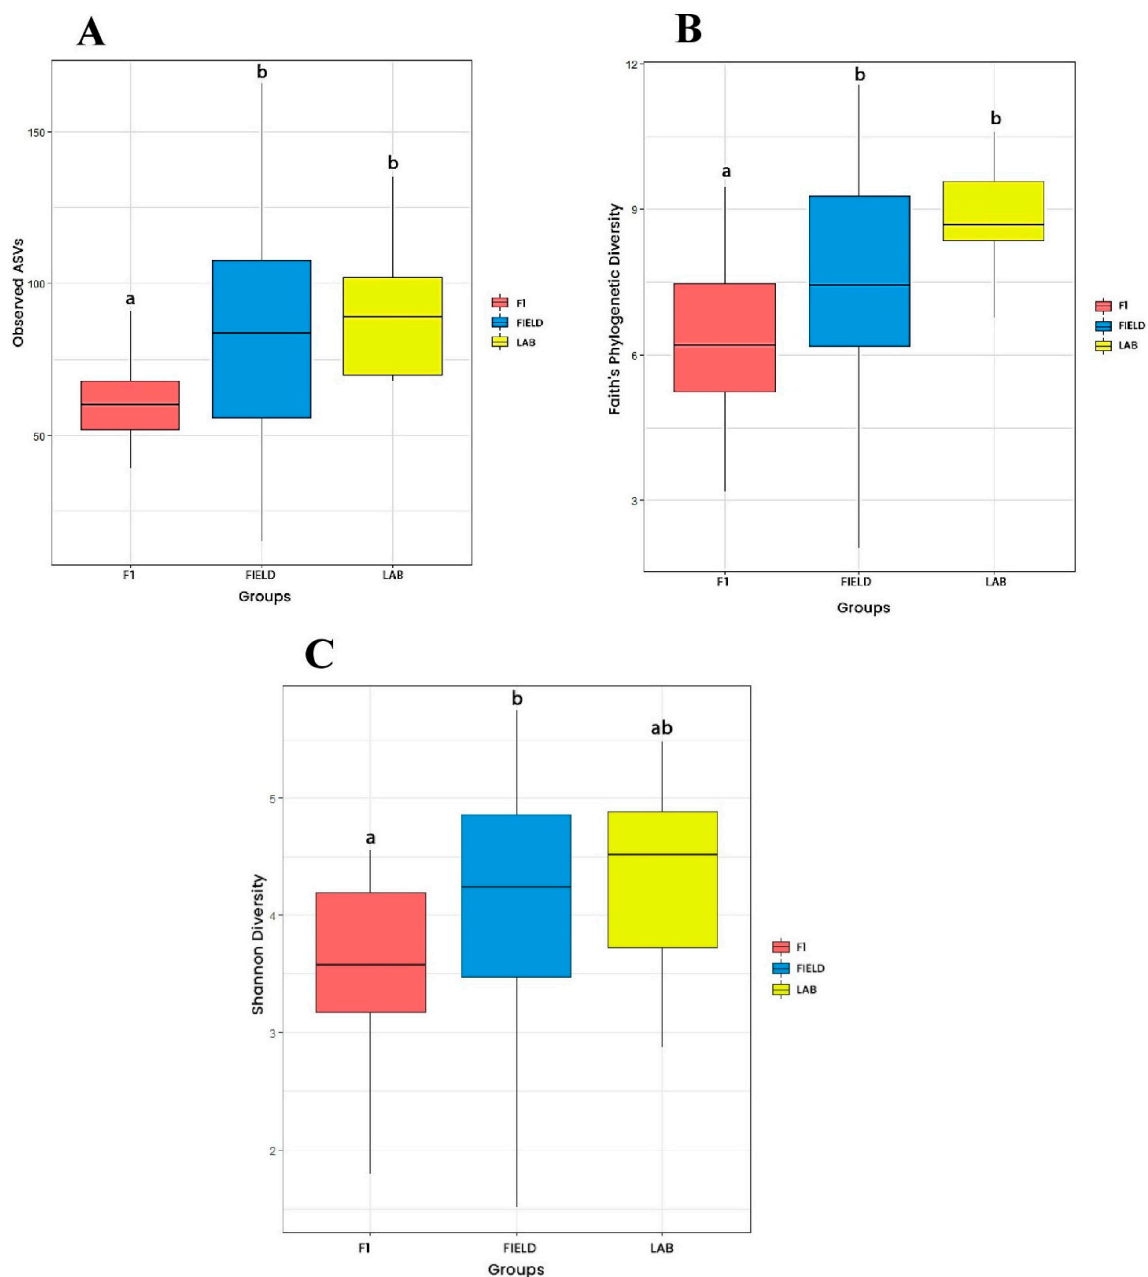 A
b
150
b
Observed ASVs
100
a
50
F1
FIELD
LAB
F1 FIELD LAB
Groups
B
12
b
b
a
9
Faith's Phylogenetic Diversity
6
3
F1
FIELD
LAB
F1 FIELD LAB
Groups
C
b
ab
5
a
4
Shannon Diversity
3
2
F1
FIELD
LAB
F1 FIELD LAB
Groups